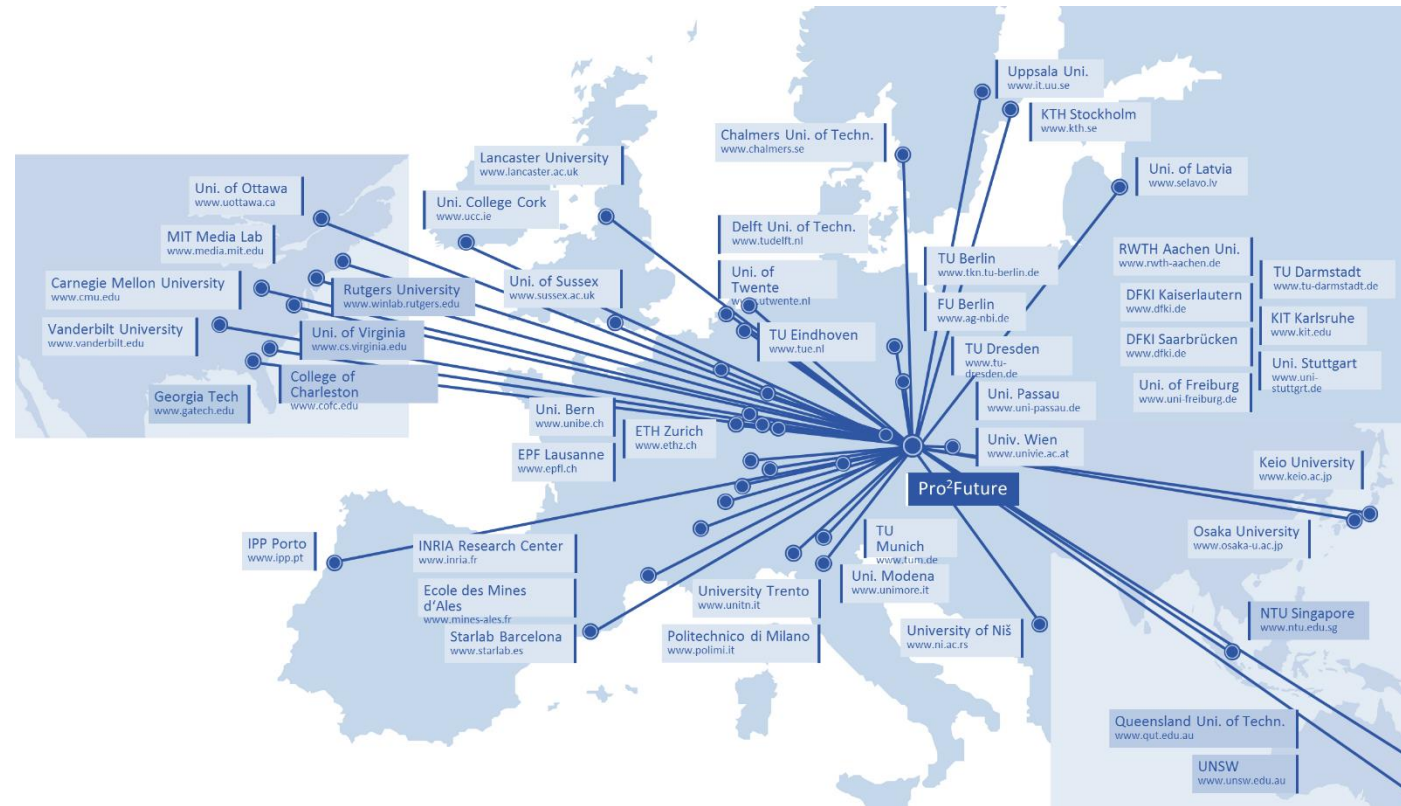 Uppsala Uni.
www.it.uu.se
KTH Stockholm
www.kth.se
Chalmers Uni. of Techn.
www.chalmers.se
Lancaster University
www.lancaster.ac.uk
Uni. of Latvia
www.selavo.lv
Uni. of Ottawa
www.uottawa.ca
Uni. College Cork
www.ucc.ie
MIT Media Lab
www.media.mit.edu
Delft Uni. of Techn.
www.tudelft.nl
Carnegie Mellon University
www.cmu.edu
Rutgers University
www.winlab.rutgers.edu
Uni. of Sussex
www.sussex.ac.uk
Uni. of
Twente
www.utwente.nl
TU Berlin
www.tkn.tu-berlin.de
RWTH Aachen Uni.
www.rwth-aachen.de
TU Darmstadt
www.tu-darmstadt.de
Vanderbilt University
www.vanderbilt.edu
Uni. of Virginia
www.cs.virginia.edu
TU Eindhoven
www.tue.nl
FU Berlin
www.ag-nbi.de
DFKI Kaiserlautern
www.dfki.de
KIT Karlsruhe
www.kit.edu
TU Dresden
www.tu-
dresden.de
DFKI Saarbrücken
www.dfki.de
Uni. Stuttgart
www.uni-
stuttgrt.de
Georgia Tech
www.gatech.edu
College of
Charleston
www.cofc.edu
Uni. Passau
www.uni-passau.de
Uni. of Freiburg
www.uni-freiburg.de
Uni. Bern
www.unibe.ch
ETH Zurich
www.ethz.ch
Univ. Wien
www.univie.ac.at
EPF Lausanne
www.epfl.ch
Keio University
www.keio.ac.jp
Pro²Future
IPP Porto
www.ipp.pt
INRIA Research Center
www.inria.fr
TU
Munich
www.tum.de
Osaka University
www.osaka-u.ac.jp
Ecole des Mines
d'Ales
www.mines-ales.fr
University Trento
www.unitn.it
Uni. Modena
www.unimore.it
Starlab Barcelona
www.starlab.es
Politechnico di Milano
www.polimi.it
University of Niš
www.ni.ac.rs
NTU Singapore
www.ntu.edu.sg
Queensland Uni. of Techn.
www.qut.edu.au
UNSW
www.unsw.edu.au